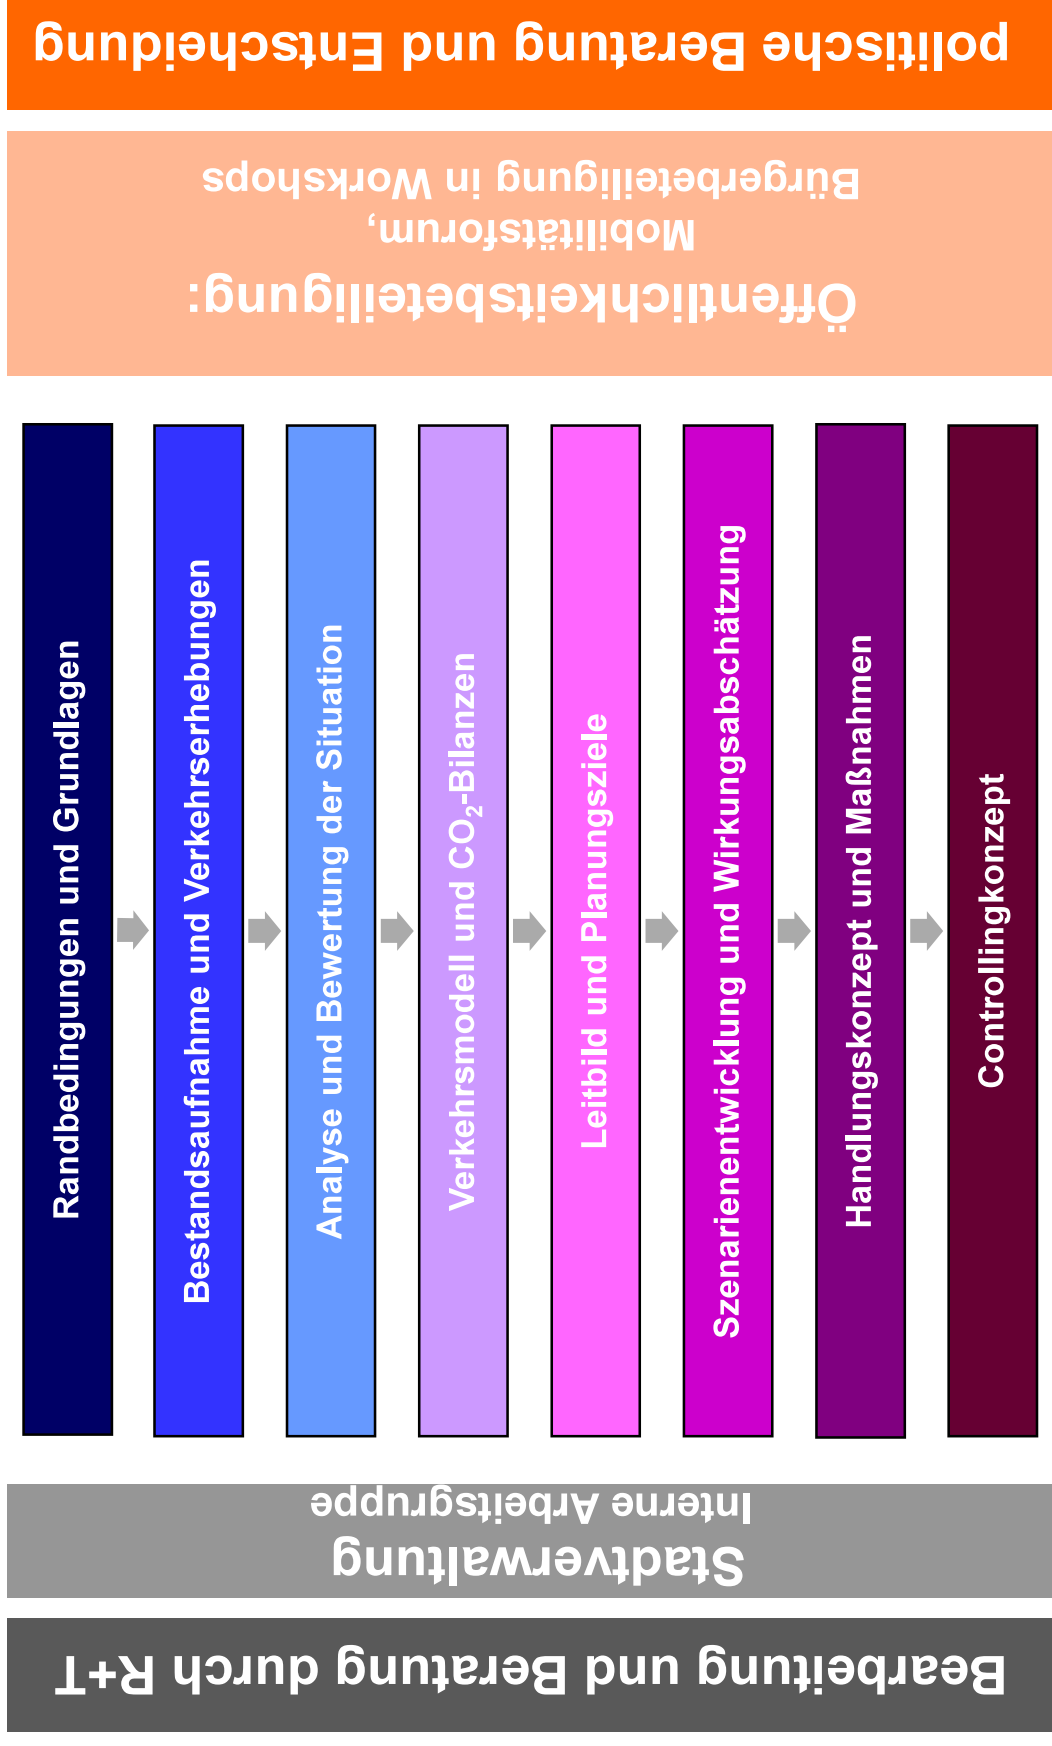 politische Beratung und Entscheidung
Öffentlichkeitsbeteiligung:
Mobilitätsforum,
Bürgerbeteiligung in Workshops
Randbedingungen und Grundlagen
Bestandsaufnahme und Verkehrserhebungen
Analyse und Bewertung der Situation
Verkehrsmodell und CO₂-Bilanzen
Leitbild und Planungsziele
Szenarienentwicklung und Wirkungsabschätzung
Handlungskonzept und Maßnahmen
Controllingkonzept
Stadtverwaltung
Interne Arbeitsgruppe
Bearbeitung und Beratung durch R+T